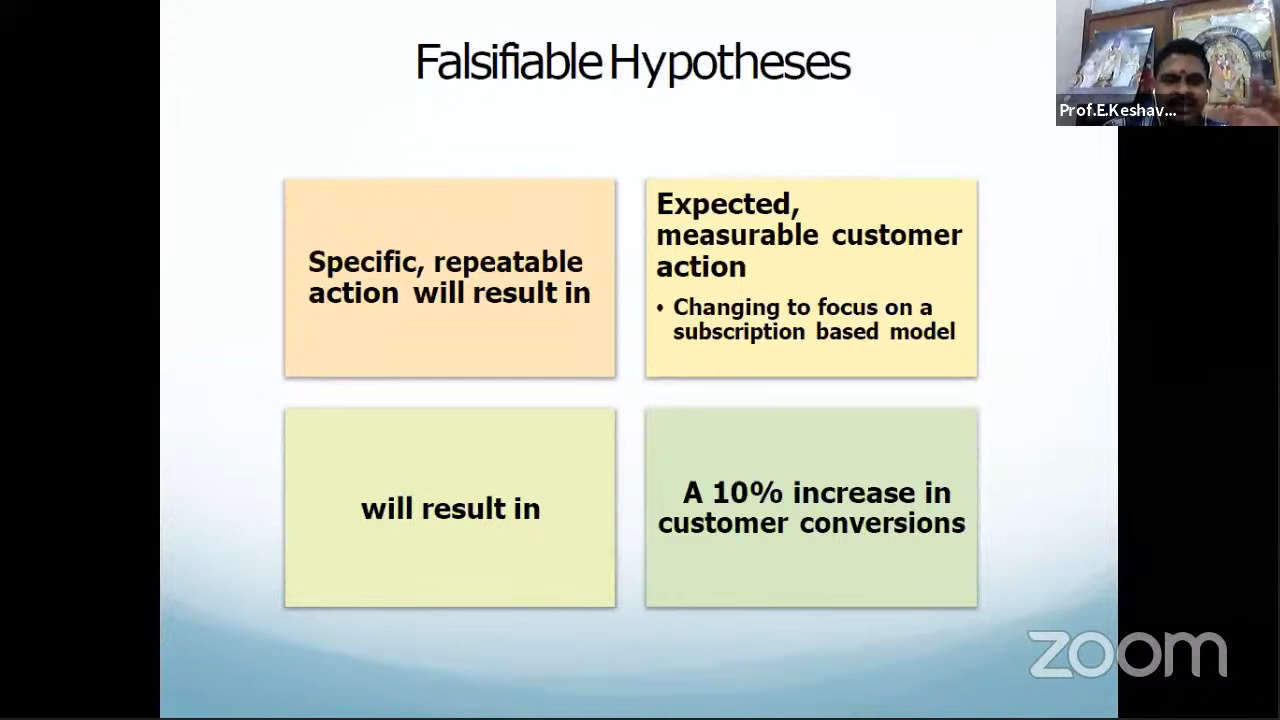 Falsifiable Hypotheses
Prof.E.Keshav...
Specific, repeatable
action will result in
Expected,
measurable customer
action
• Changing to focus on a
subscription based model
will result in
A 10% increase in
customer conversions
zoom